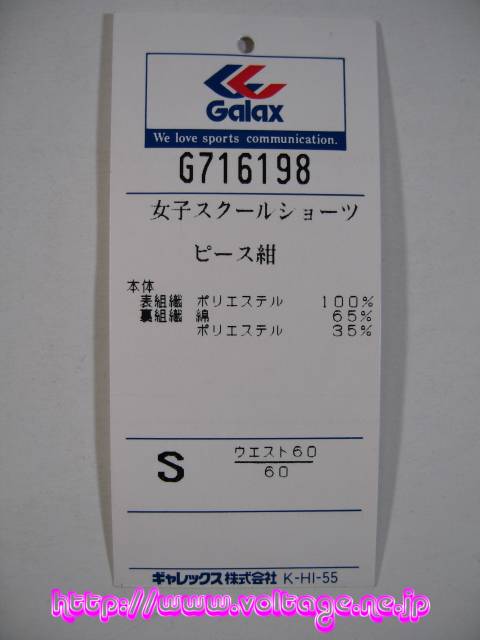 Galax
We love sports communication.
G716198
女子スクールショーツ
ピース紺
本体
表組織 ポリエステル 100%
裏組織 綿 65%
ポリエステル 35%
S
ウエスト60
60
ギャレックス株式会社 K-HI-55
http://www.voltage.ne.jp